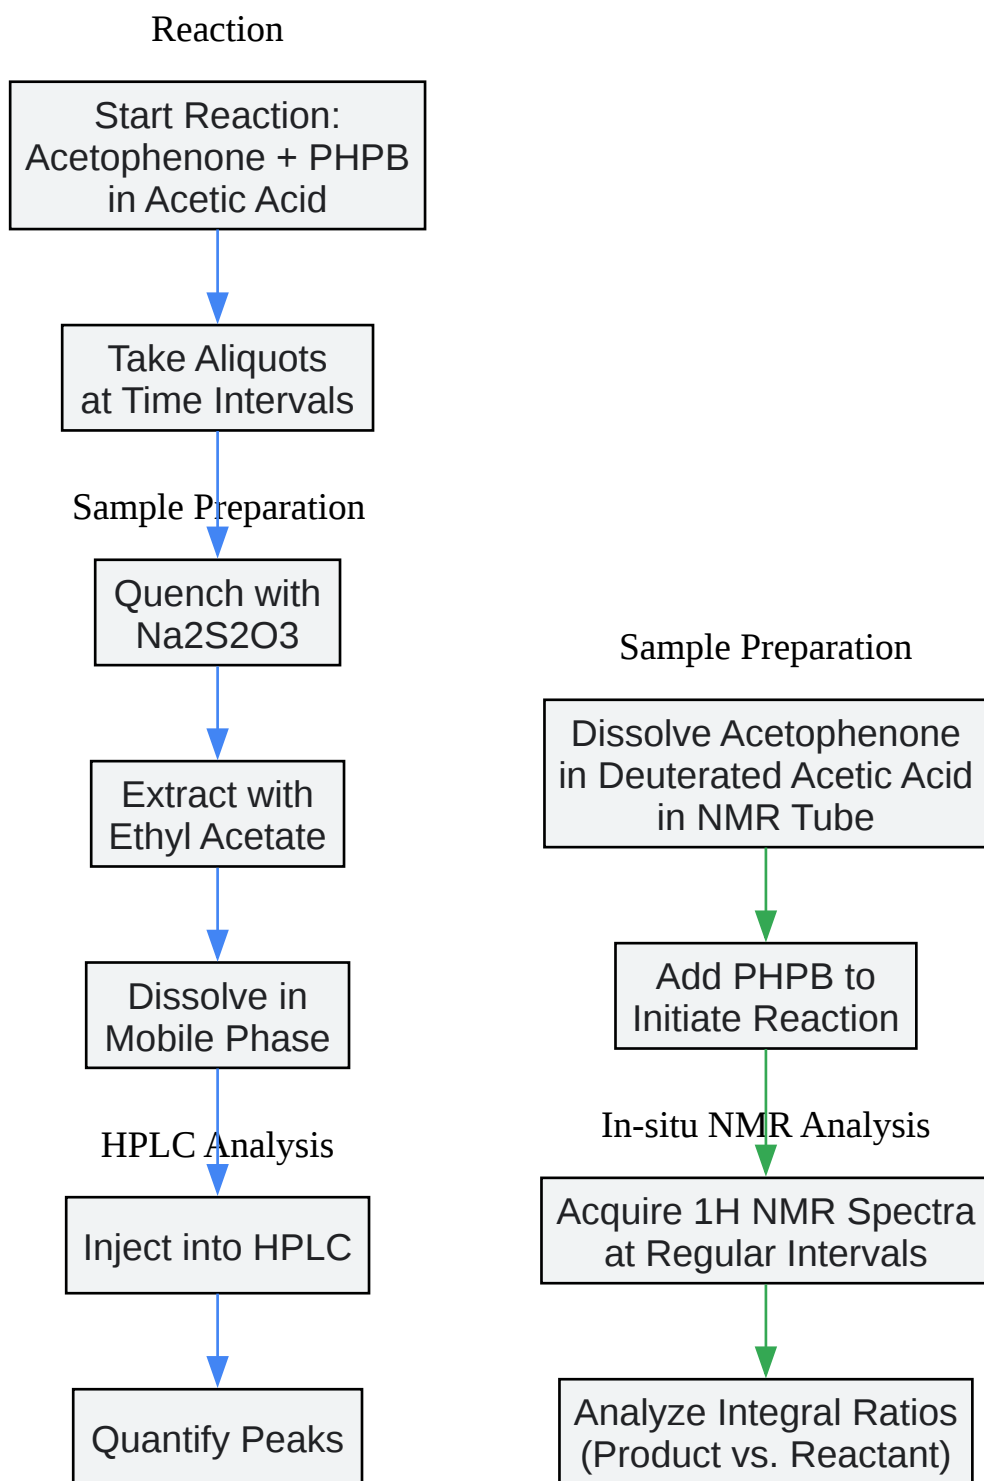 Reaction
Start Reaction:
Acetophenone + PHPB
in Acetic Acid
Take Aliquots
at Time Intervals
Sample Preparation
Quench with
Na2S2O3
Extract with
Ethyl Acetate
Dissolve in
Mobile Phase
HPLC Analysis
Inject into HPLC
Quantify Peaks
Sample Preparation
Dissolve Acetophenone
in Deuterated Acetic Acid
in NMR Tube
Add PHPB to
Initiate Reaction
In-situ NMR Analysis
Acquire 1H NMR Spectra
at Regular Intervals
Analyze Integral Ratios
(Product vs. Reactant)